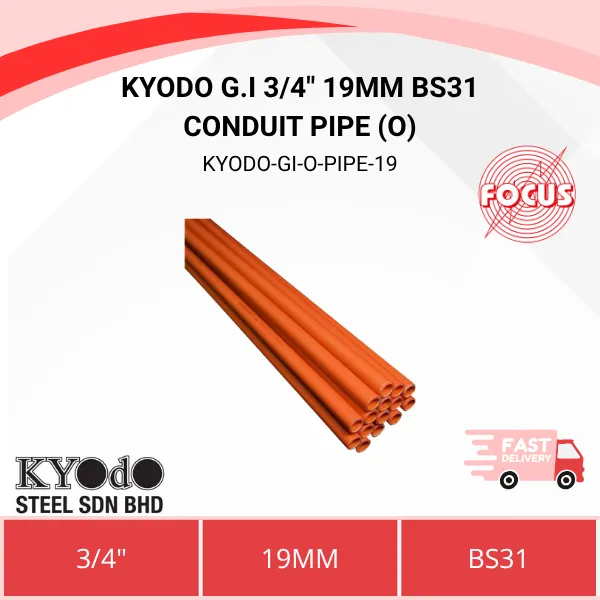 KYODO G.I 3/4" 19MM BS31
CONDUIT PIPE (O)
KYODO-GI-O-PIPE-19
FOCUS
FAST
DELIVERY
KYOdO
STEEL SDN BHD
3/4" 19MM BS31